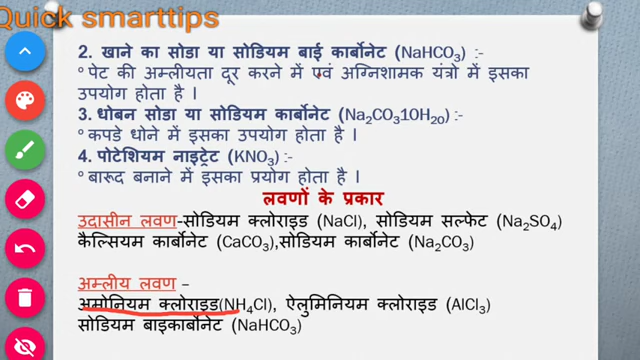 Quick smarttips
2. खाने का सोडा या सोडियम बाई कार्बोनेट (NaHCO₃) :-
° पेट की अम्लीयता दूर करने में एवं अग्निशामक यंत्रो में इसका
उपयोग होता है ।
3. धोबन सोडा या सोडियम कार्बोनेट (Na₂CO₃10H₂₀) :-
° कपडे धोने में इसका उपयोग होता है ।
4. पोटेशियम नाइट्रेट (KNO₃) :-
° बारूद बनाने में इसका प्रयोग होता है ।
लवणों के प्रकार
उदासीन लवण-सोडियम क्लोराइड (NaCl), सोडियम सल्फेट (Na₂SO₄)
कैल्सियम कार्बोनेट (CaCO₃),सोडियम कार्बोनेट (Na₂CO₃)
अम्लीय लवण –
अमोनियम क्लोराइड(NH₄Cl), ऐलुमिनियम क्लोराइड (AlCl₃)
सोडियम बाइकार्बोनेट (NaHCO₃)